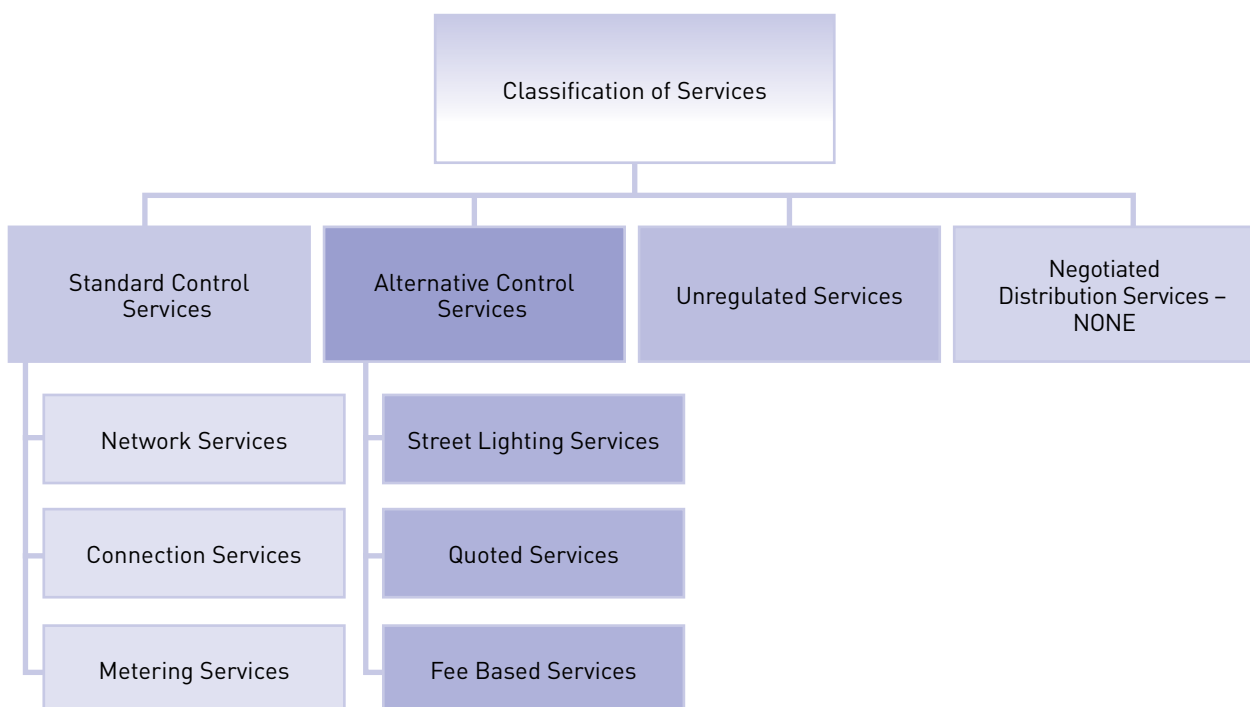 Classification of Services
Standard Control
Services
Alternative Control
Services
Unregulated Services
Negotiated
Distribution Services –
NONE
Network Services
Street Lighting Services
Connection Services
Quoted Services
Metering Services
Fee Based Services